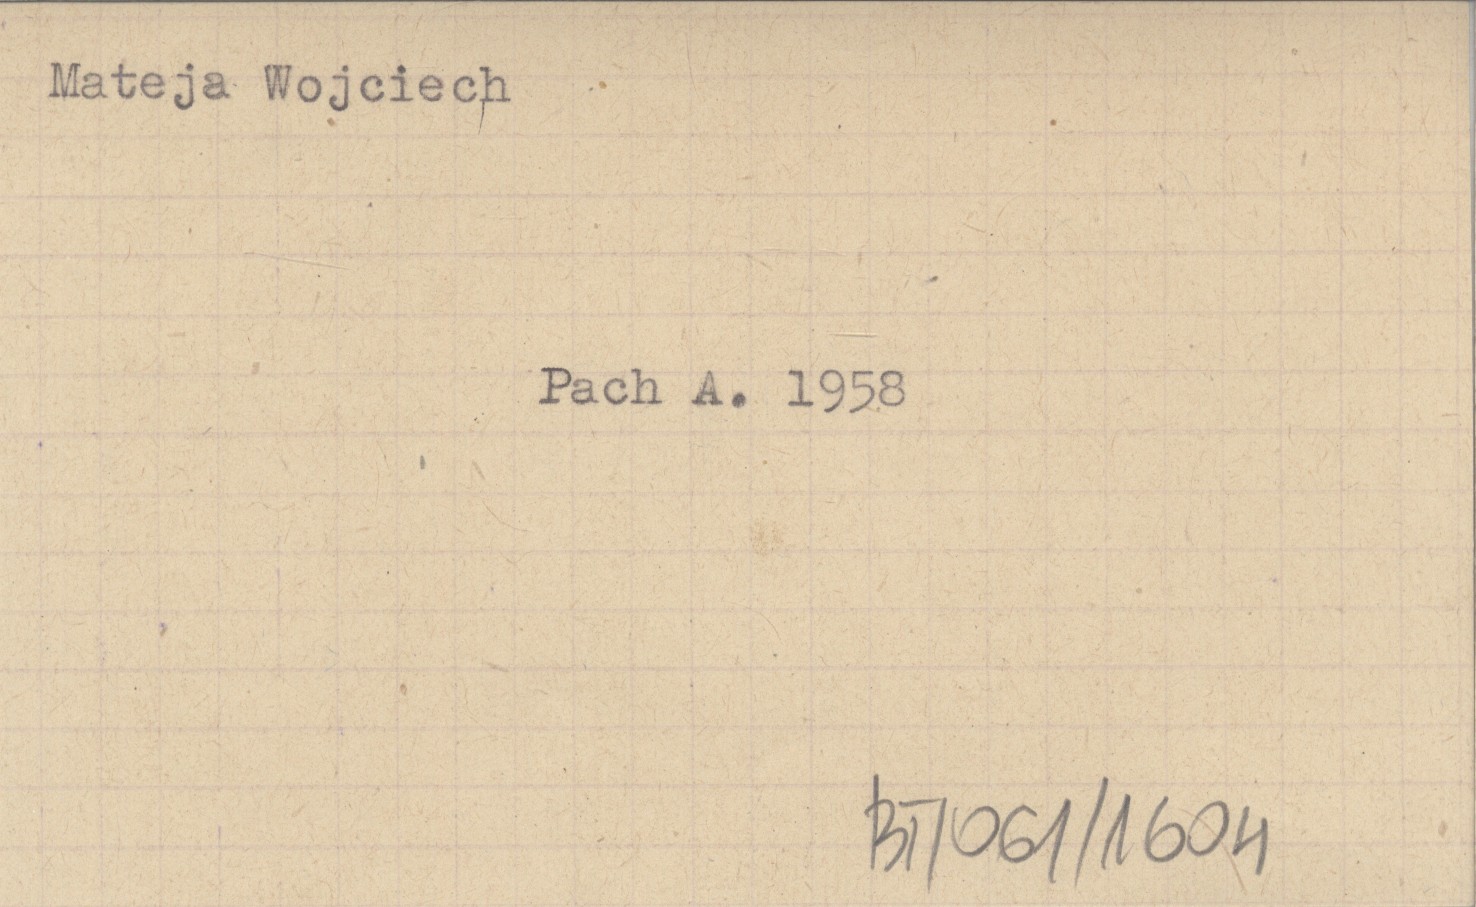 Mateja Wojciech
Pach A. 1958
BT/061/1604